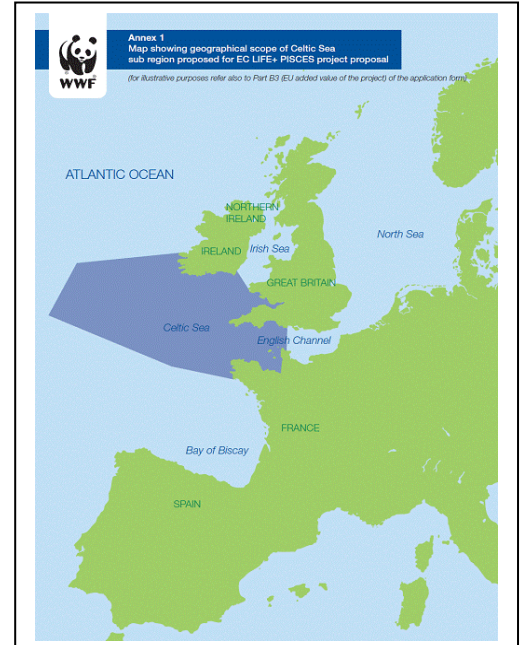 Annex 1
Map showing geographical scope of Celtic Sea
sub region proposed for EC LIFE+ PISCES project proposal
(for illustrative purposes refer also to Part B3 (EU added value of the project) of the application form)
WWF
ATLANTIC OCEAN
NORTHERN
IRELAND
North Sea
IRELAND
Irish Sea
GREAT BRITAIN
Celtic Sea
English Channel
FRANCE
Bay of Biscay
SPAIN